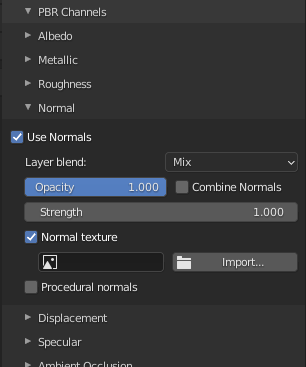 PBR Channels
Albedo
Metallic
Roughness
Normal
Use Normals
Layer blend: Mix
Opacity 1.000 Combine Normals
Strength 1.000
Normal texture
Import...
Procedural normals
Displacement
Specular
Ambient Occlusion